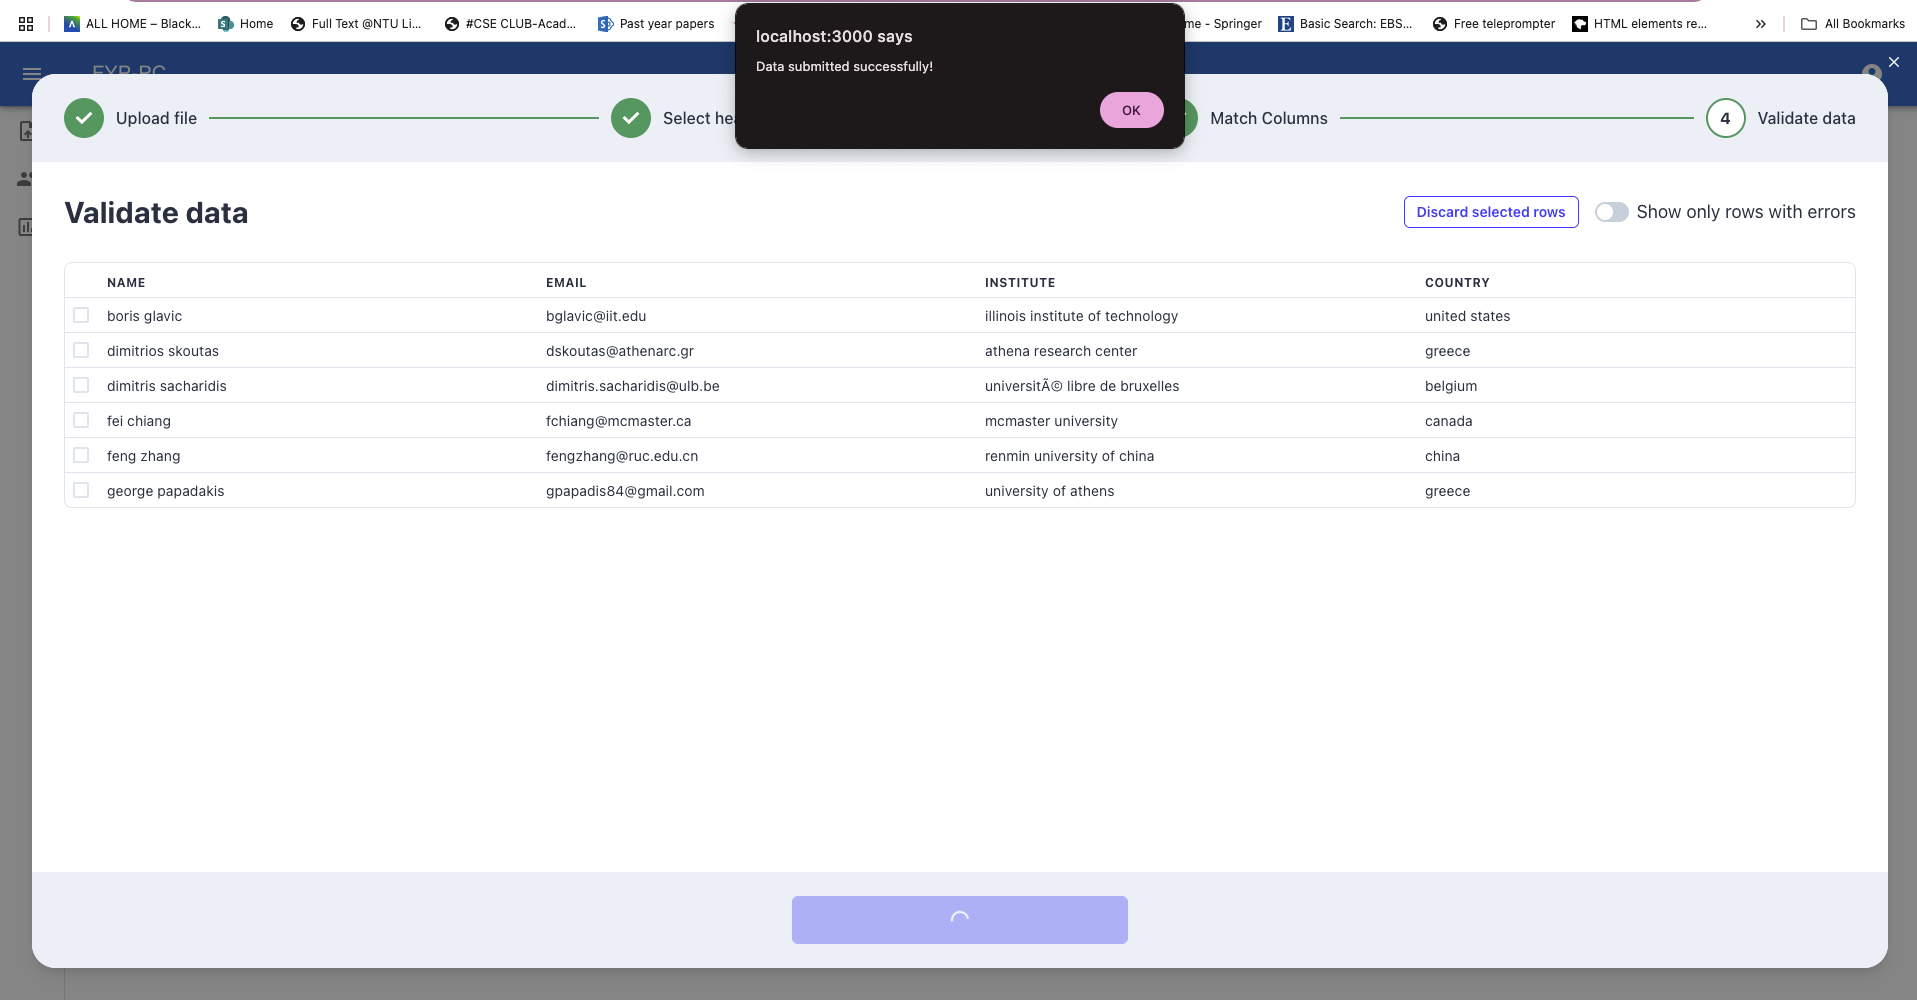 ALL HOME – Black...
Home
Full Text @NTU Li...
#CSE CLUB-Acad...
Past year papers
me - Springer
Basic Search: EBS...
Free teleprompter
HTML elements re...
»
All Bookmarks
localhost:3000 says
Data submitted successfully!
OK
Upload file
Select hea
Match Columns
4
Validate data
Validate data
Discard selected rows
Show only rows with errors
NAME EMAIL INSTITUTE COUNTRY
boris glavic bglavic@iit.edu illinois institute of technology united states
dimitrios skoutas dskoutas@athenarc.gr athena research center greece
dimitris sacharidis dimitris.sacharidis@ulb.be universitÃ© libre de bruxelles belgium
fei chiang fchiang@mcmaster.ca mcmaster university canada
feng zhang fengzhang@ruc.edu.cn renmin university of china china
george papadakis gpapadis84@gmail.com university of athens greece